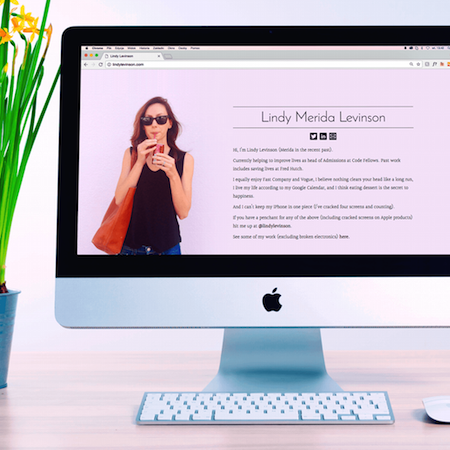 Lindy Levinson
lindylevinson.com
Lindy Merida Levinson
Hi, I'm Lindy Levinson (Merida in the recent past).
Currently helping to improve lives as head of Admissions at Code Fellows. Past work
includes saving lives at Fred Hutch.
I equally enjoy Fast Company and Vogue, I believe nothing clears your head like a long run,
I live my life according to my Google Calendar, and I think eating dessert is the secret to
happiness.
And I can't keep my iPhone in one piece (I've cracked four screens and counting).
If you have a penchant for any of the above (including cracked screens on Apple products)
hit me up at @lindylevinson.
See some of my work (excluding broken electronics) here.